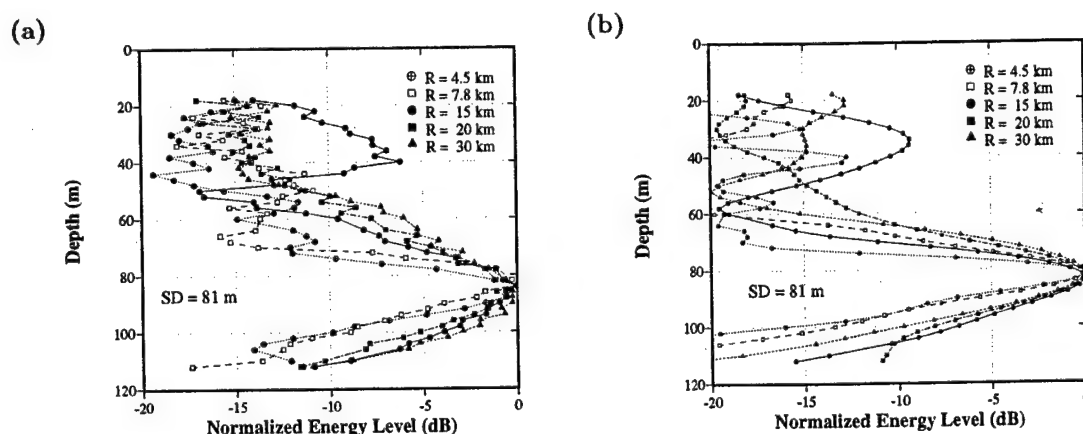 (a)
0
20
40
60
80
100
120
Depth (m)
R = 4.5 km
R = 7.8 km
R = 15 km
R = 20 km
R = 30 km
SD = 81 m
-20
-15
-10
-5
0
Normalized Energy Level (dB)
(b)
0
20
40
60
80
100
120
Depth (m)
R = 4.5 km
R = 7.8 km
R = 15 km
R = 20 km
R = 30 km
SD = 81 m
-20
-15
-10
-5
0
Normalized Energy Level (dB)